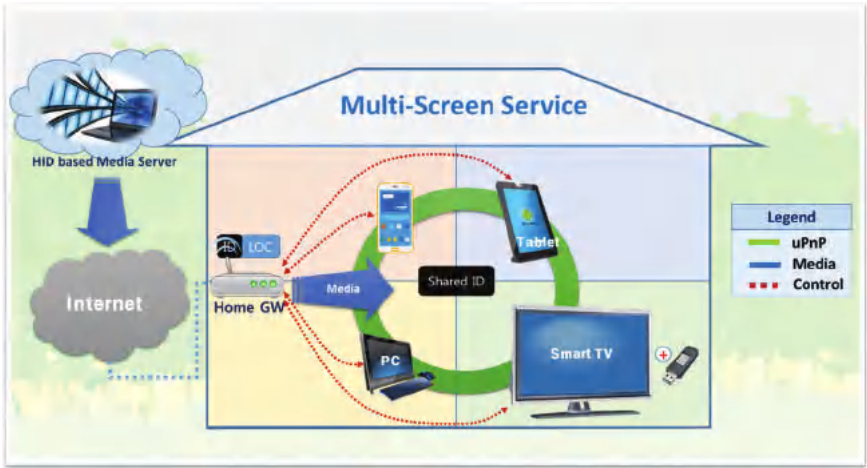 Multi-Screen Service
HID based Media Server
ID LOC
Tablet
Legend
uPnP
Media
Control
Internet
Home GW
Media
Shared ID
PC
Smart TV